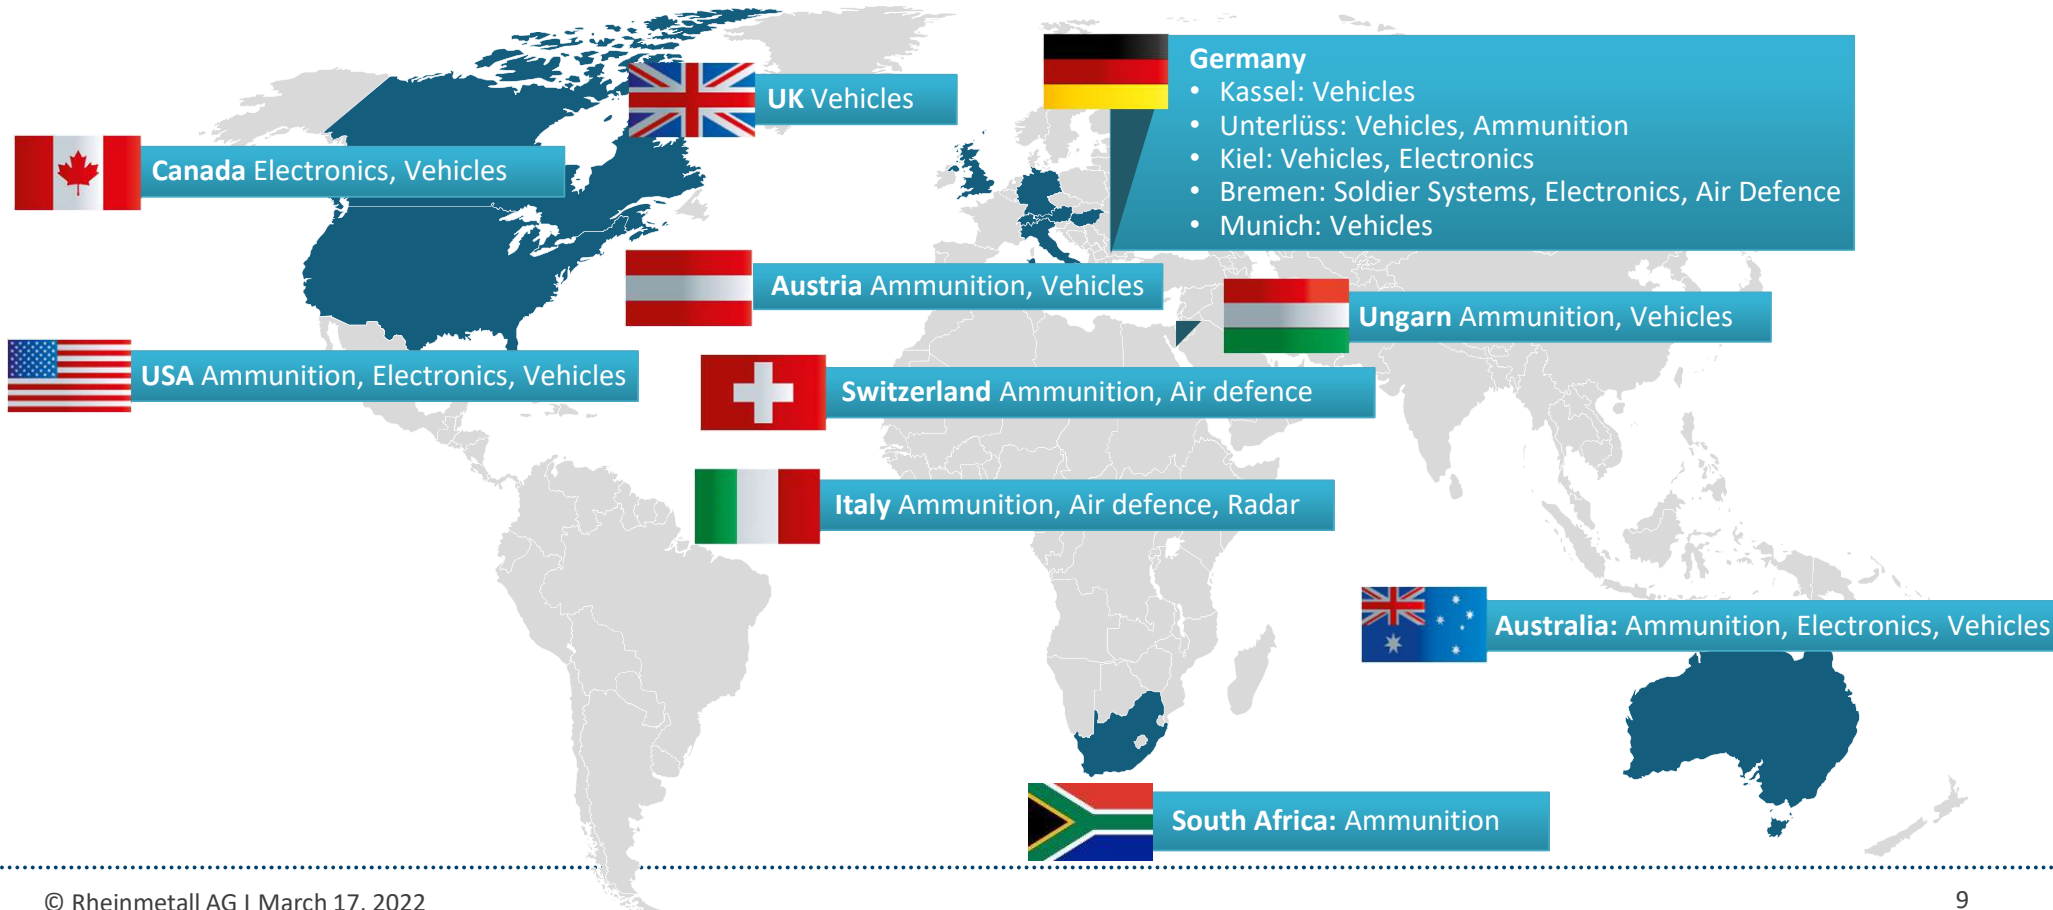 Germany
• Kassel: Vehicles
• Unterlüss: Vehicles, Ammunition
• Kiel: Vehicles, Electronics
• Bremen: Soldier Systems, Electronics, Air Defence
• Munich: Vehicles
UK Vehicles
Canada Electronics, Vehicles
Austria Ammunition, Vehicles
Ungarn Ammunition, Vehicles
USA Ammunition, Electronics, Vehicles
Switzerland Ammunition, Air defence
Italy Ammunition, Air defence, Radar
Australia: Ammunition, Electronics, Vehicles
South Africa: Ammunition
© Rheinmetall AG I March 17, 2022
9